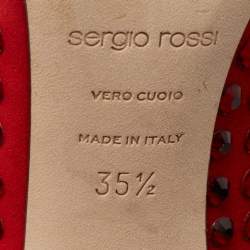 sergio rossi
VERO CUOIO
MADE IN ITALY
35½